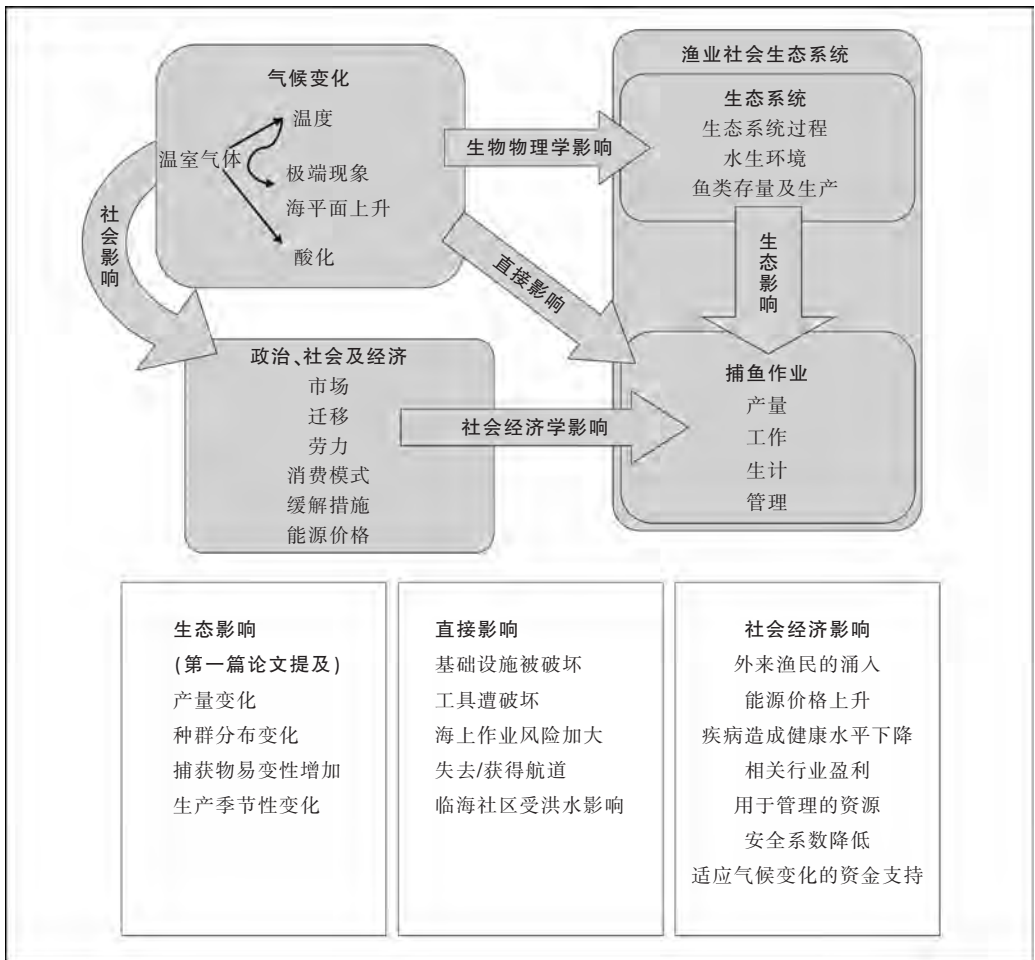 气候变化
温度
温室气体
极端现象
海平面上升
酸化
社会影响
生物物理学影响
直接影响
渔业社会生态系统
生态系统
生态系统过程
水生环境
鱼类存量及生产
生态影响
政治、社会及经济
市场
迁移
劳力
消费模式
缓解措施
能源价格
社会经济学影响
捕鱼作业
产量
工作
生计
管理
生态影响
(第一篇论文提及)
产量变化
种群分布变化
捕获物易变性增加
生产季节性变化
直接影响
基础设施被破坏
工具遭破坏
海上作业风险加大
失去/获得航道
临海社区受洪水影响
社会经济影响
外来渔民的涌入
能源价格上升
疾病造成健康水平下降
相关行业盈利
用于管理的资源
安全系数降低
适应气候变化的资金支持